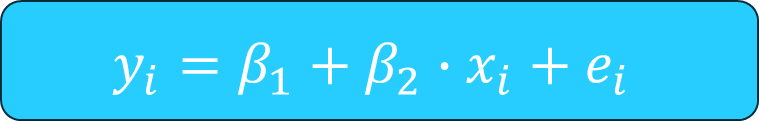 yᵢ = β₁ + β₂ · xᵢ + eᵢ